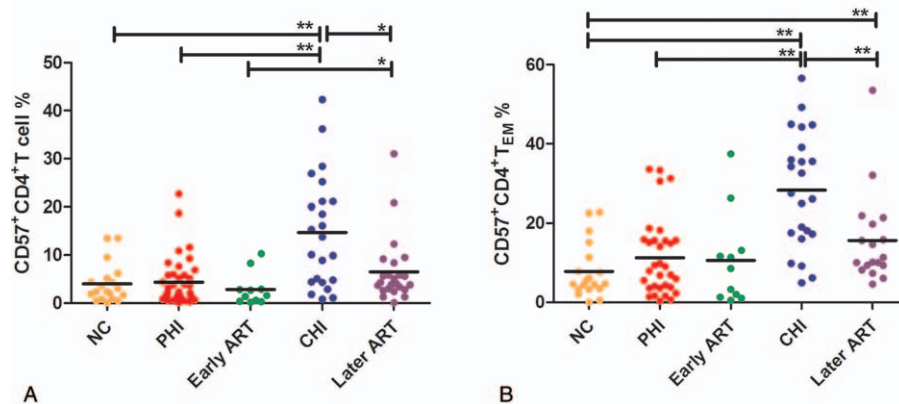 ** *
**
*
CD57+CD4+T cell %
50
40
30
20
10
0
NC PHI Early ART CHI Later ART
A
**
**
** **
CD57+CD4+TEM %
60
40
20
0
NC PHI Early ART CHI Later ART
B